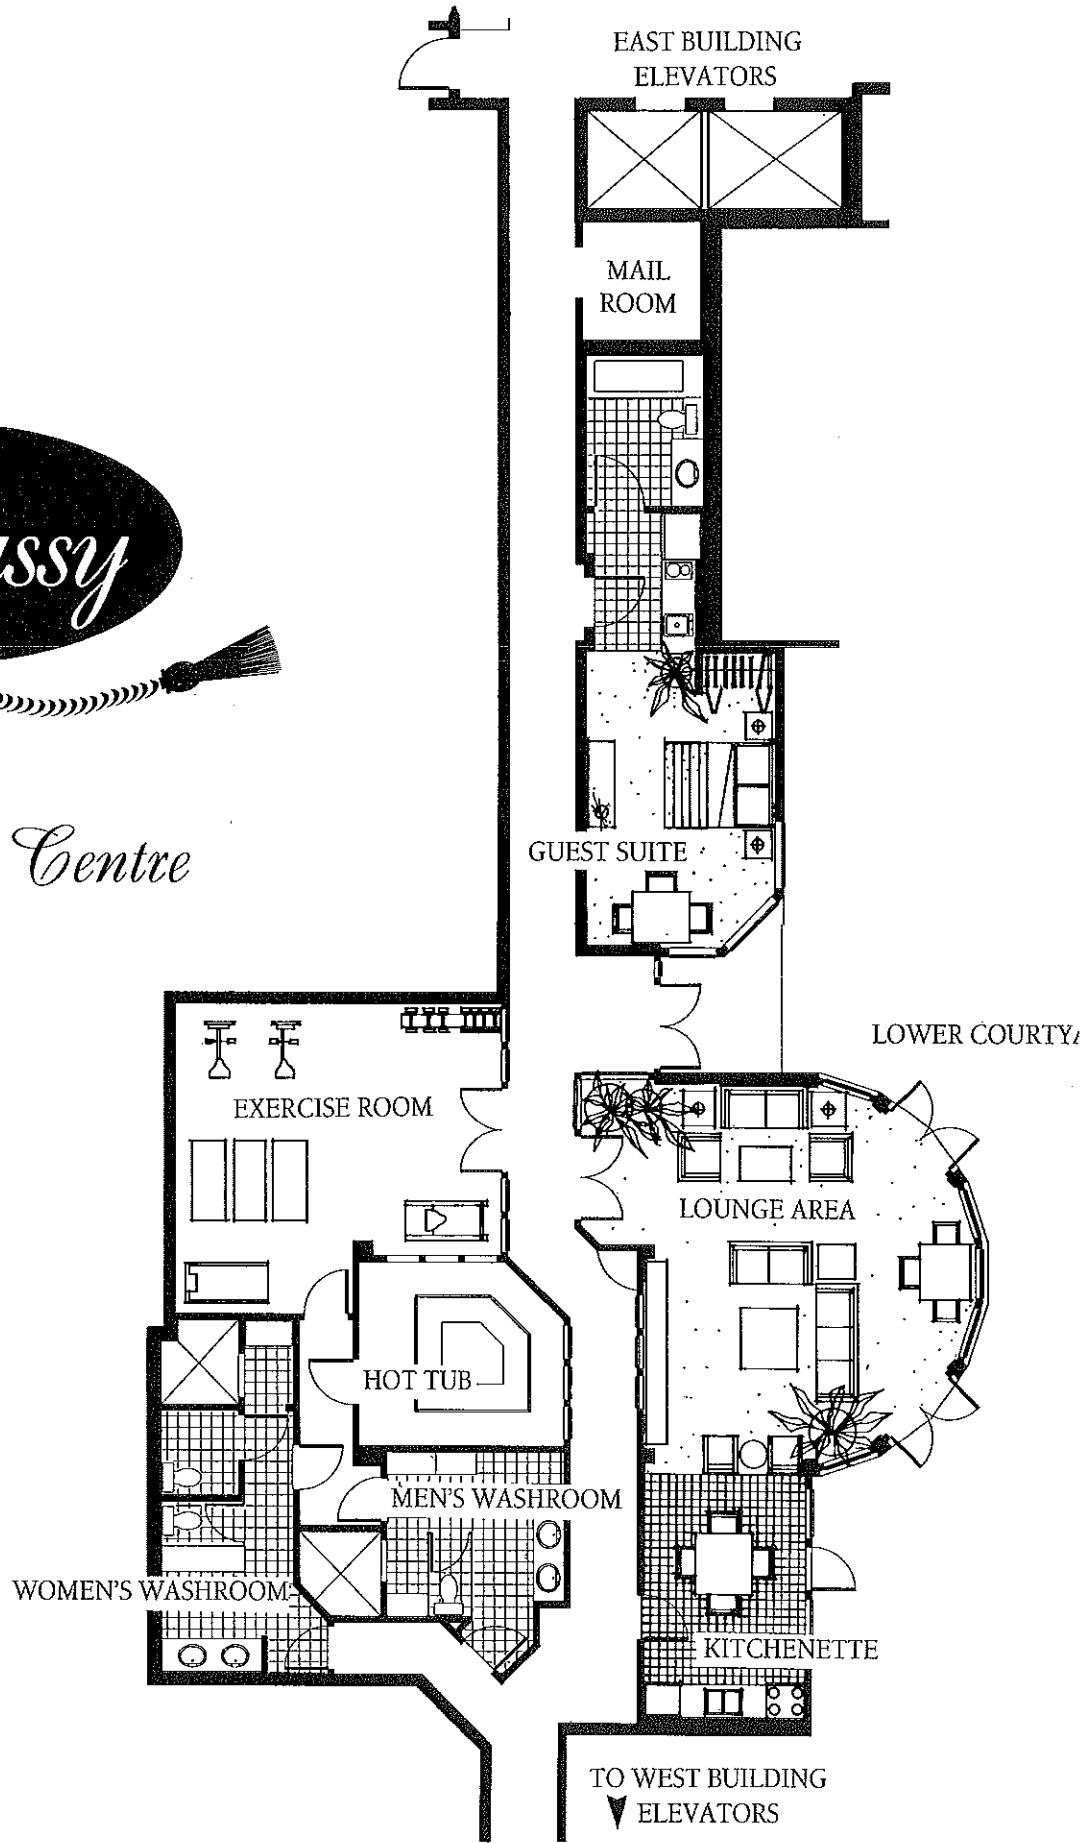 EAST BUILDING
ELEVATORS
MAIL
ROOM
ssy
Centre
GUEST SUITE
LOWER COURTY
EXERCISE ROOM
LOUNGE AREA
HOT TUB
MEN'S WASHROOM
WOMEN'S WASHROOM
KITCHENETTE
TO WEST BUILDING
ELEVATORS